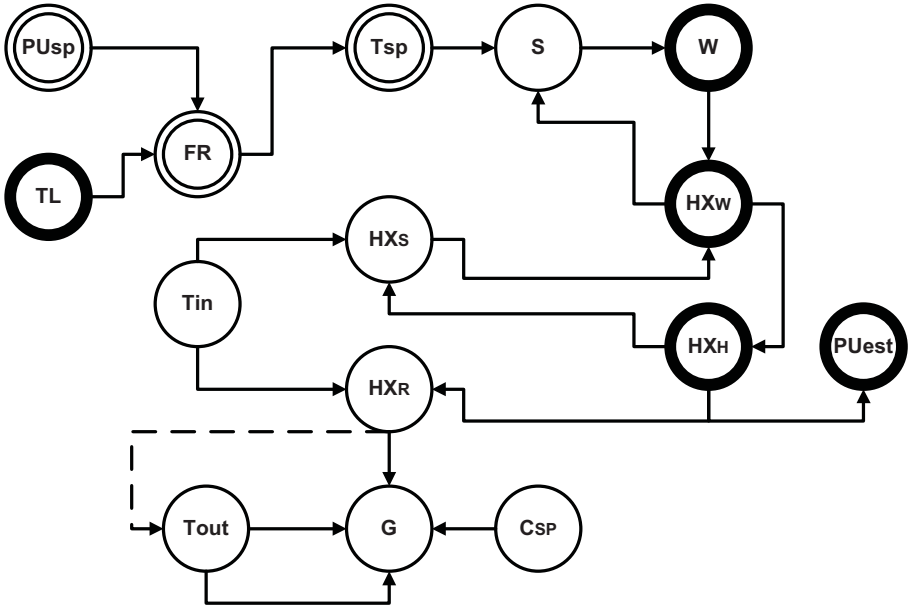 PUsp
Tsp
S
W
FR
TL
HXW
HXS
Tin
HXH
PUest
HXR
Tout
G
CSP